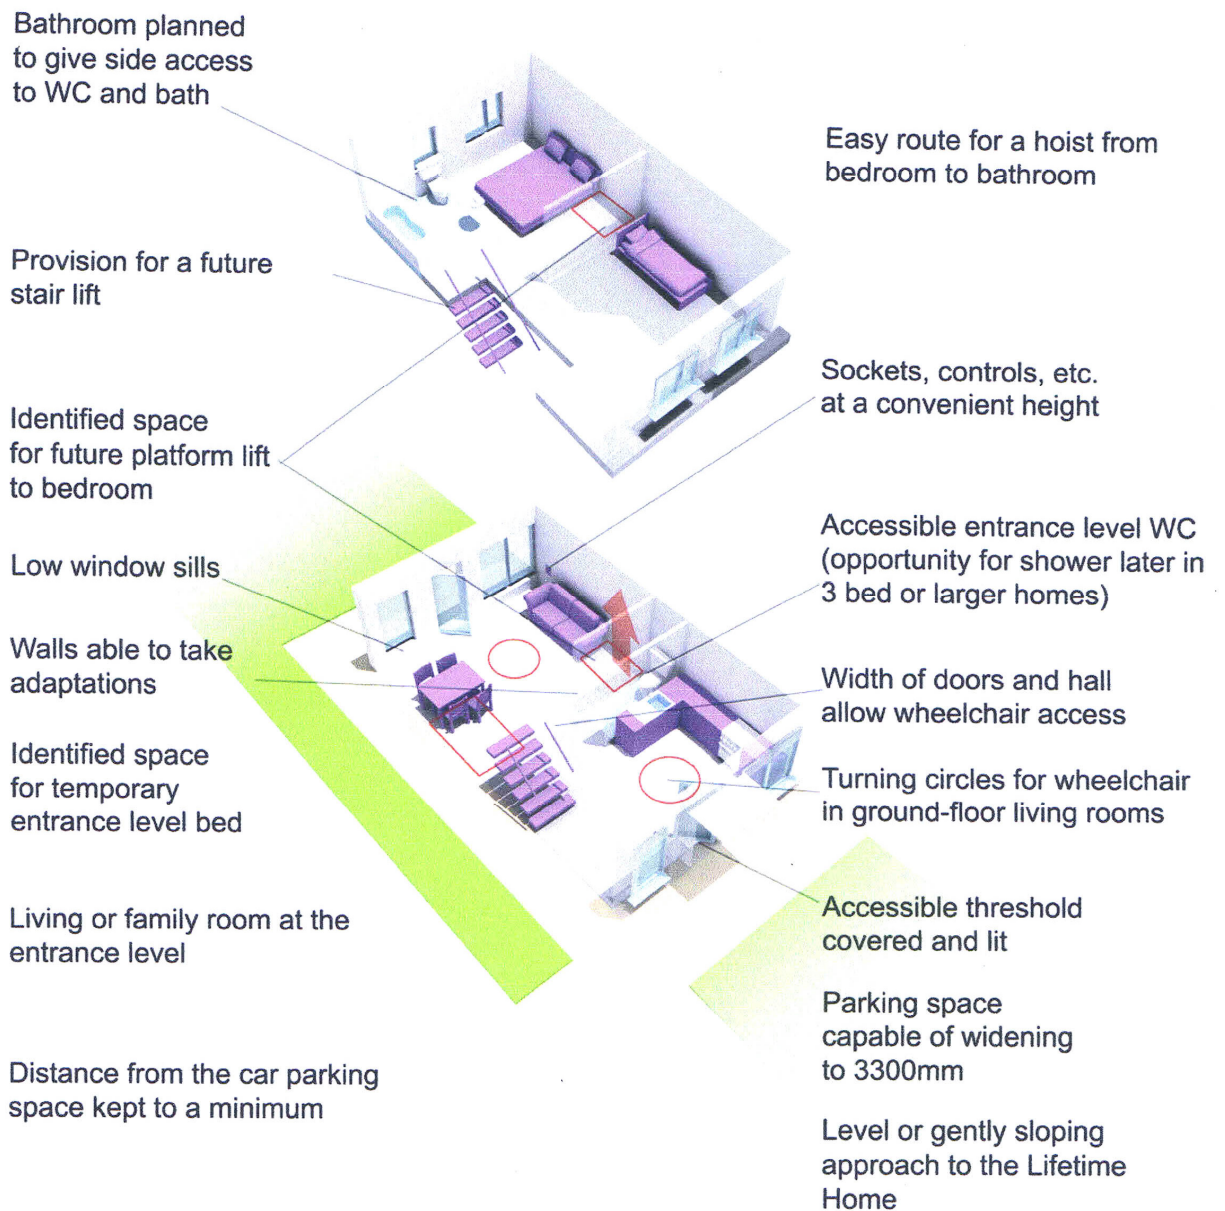 Bathroom planned
to give side access
to WC and bath
Easy route for a hoist from
bedroom to bathroom
Provision for a future
stair lift
Sockets, controls, etc.
at a convenient height
Identified space
for future platform lift
to bedroom
Accessible entrance level WC
(opportunity for shower later in
3 bed or larger homes)
Low window sills
Walls able to take
adaptations
Width of doors and hall
allow wheelchair access
Identified space
for temporary
entrance level bed
Turning circles for wheelchair
in ground-floor living rooms
Living or family room at the
entrance level
Accessible threshold
covered and lit
Parking space
capable of widening
to 3300mm
Distance from the car parking
space kept to a minimum
Level or gently sloping
approach to the Lifetime
Home